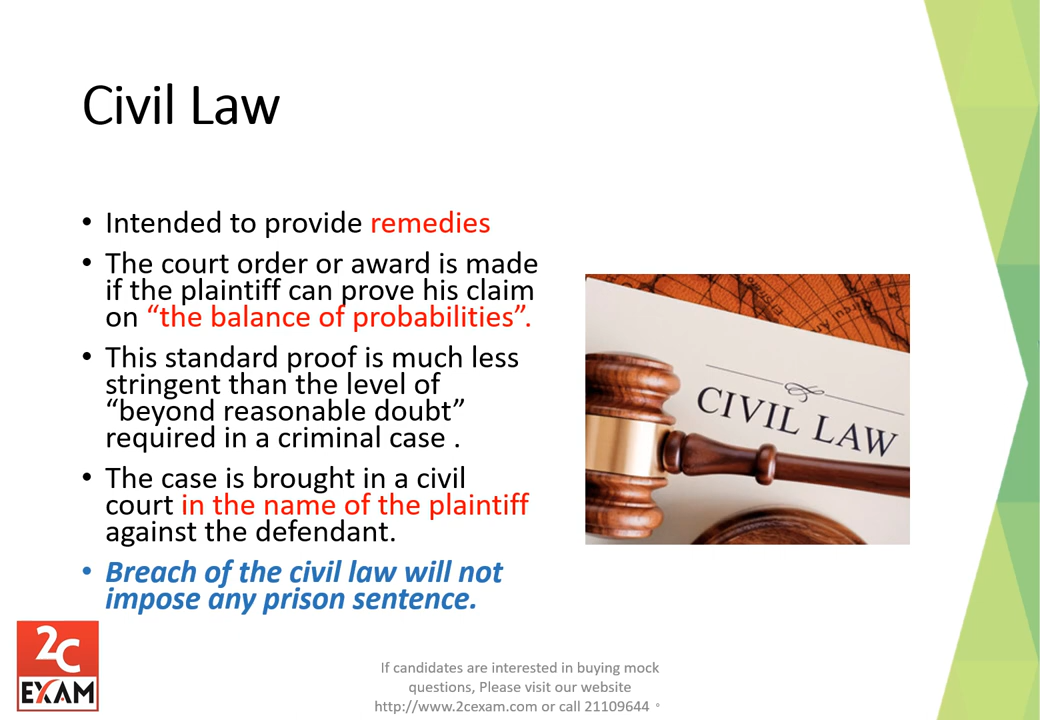 Civil Law
• Intended to provide remedies
• The court order or award is made
if the plaintiff can prove his claim
on “the balance of probabilities”.
• This standard proof is much less
stringent than the level of
“beyond reasonable doubt”
required in a criminal case .
• The case is brought in a civil
court in the name of the plaintiff
against the defendant.
• Breach of the civil law will not
impose any prison sentence.
CIVIL LAW
2C
EXAM
If candidates are interested in buying mock
questions, Please visit our website
http://www.2cexam.com or call 21109644 。